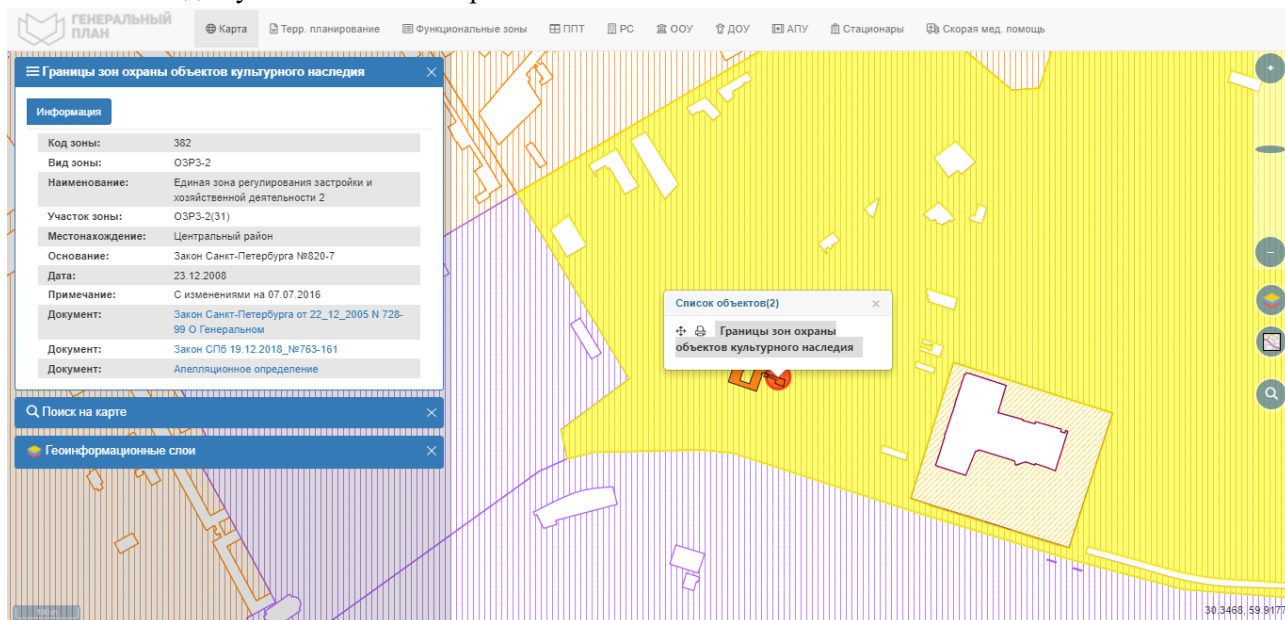 ГЕНЕРАЛЬНЫЙ
ПЛАН
Карта Терр. планирование Функциональные зоны ППТ РС ООУ ДОУ АПУ Стационары Скорая мед. помощь
Границы зон охраны объектов культурного наследия
Информация
Код зоны: 382
Вид зоны: ОЗРЗ-2
Наименование: Единая зона регулирования застройки и
хозяйственной деятельности 2
Участок зоны: ОЗРЗ-2(31)
Местонахождение: Центральный район
Основание: Закон Санкт-Петербурга №820-7
Дата: 23.12.2008
Примечание: С изменениями на 07.07.2016
Документ: Закон Санкт-Петербурга от 22_12_2005 N 728-
99 О Генеральном
Документ: Закон СПб 19.12.2018_№763-161
Документ: Апелляционное определение
Поиск на карте
Геоинформационные слои
Список объектов(2)
Границы зон охраны
объектов культурного наследия
100 m
30.3468, 59.9177